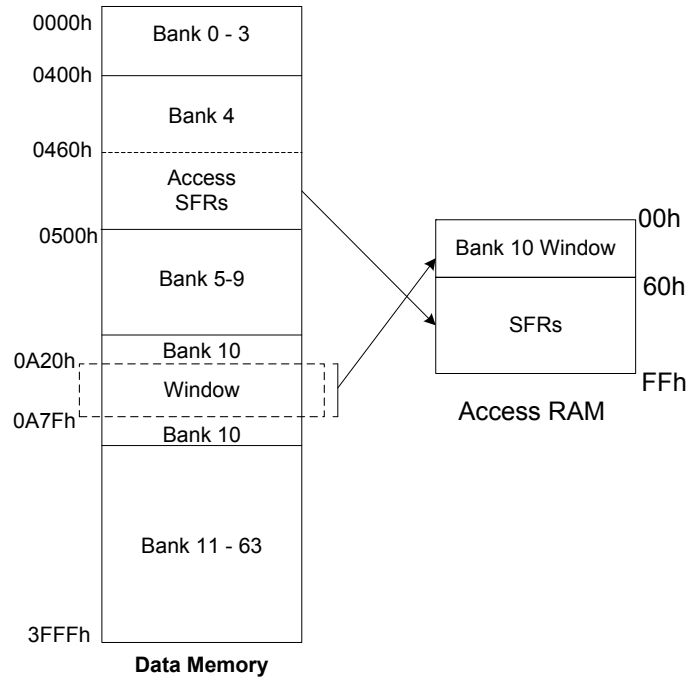 0000h
Bank 0 - 3
0400h
Bank 4
0460h
Access
SFRs
0500h
Bank 5-9
Bank 10
0A20h
Window
0A7Fh
Bank 10
Bank 11 - 63
3FFFh
Data Memory
00h
Bank 10 Window
60h
SFRs
FFh
Access RAM